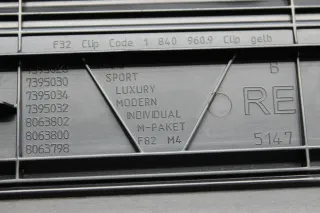 F32 Clip Code 1 840 960.9 Clip gelb
7395028
7395030 SPORT
7395034 LUXURY
7395032 MODERN
8063802 INDIVIDUAL
8063800 M-PAKET
8063798 F82 M4
B
RE
5147